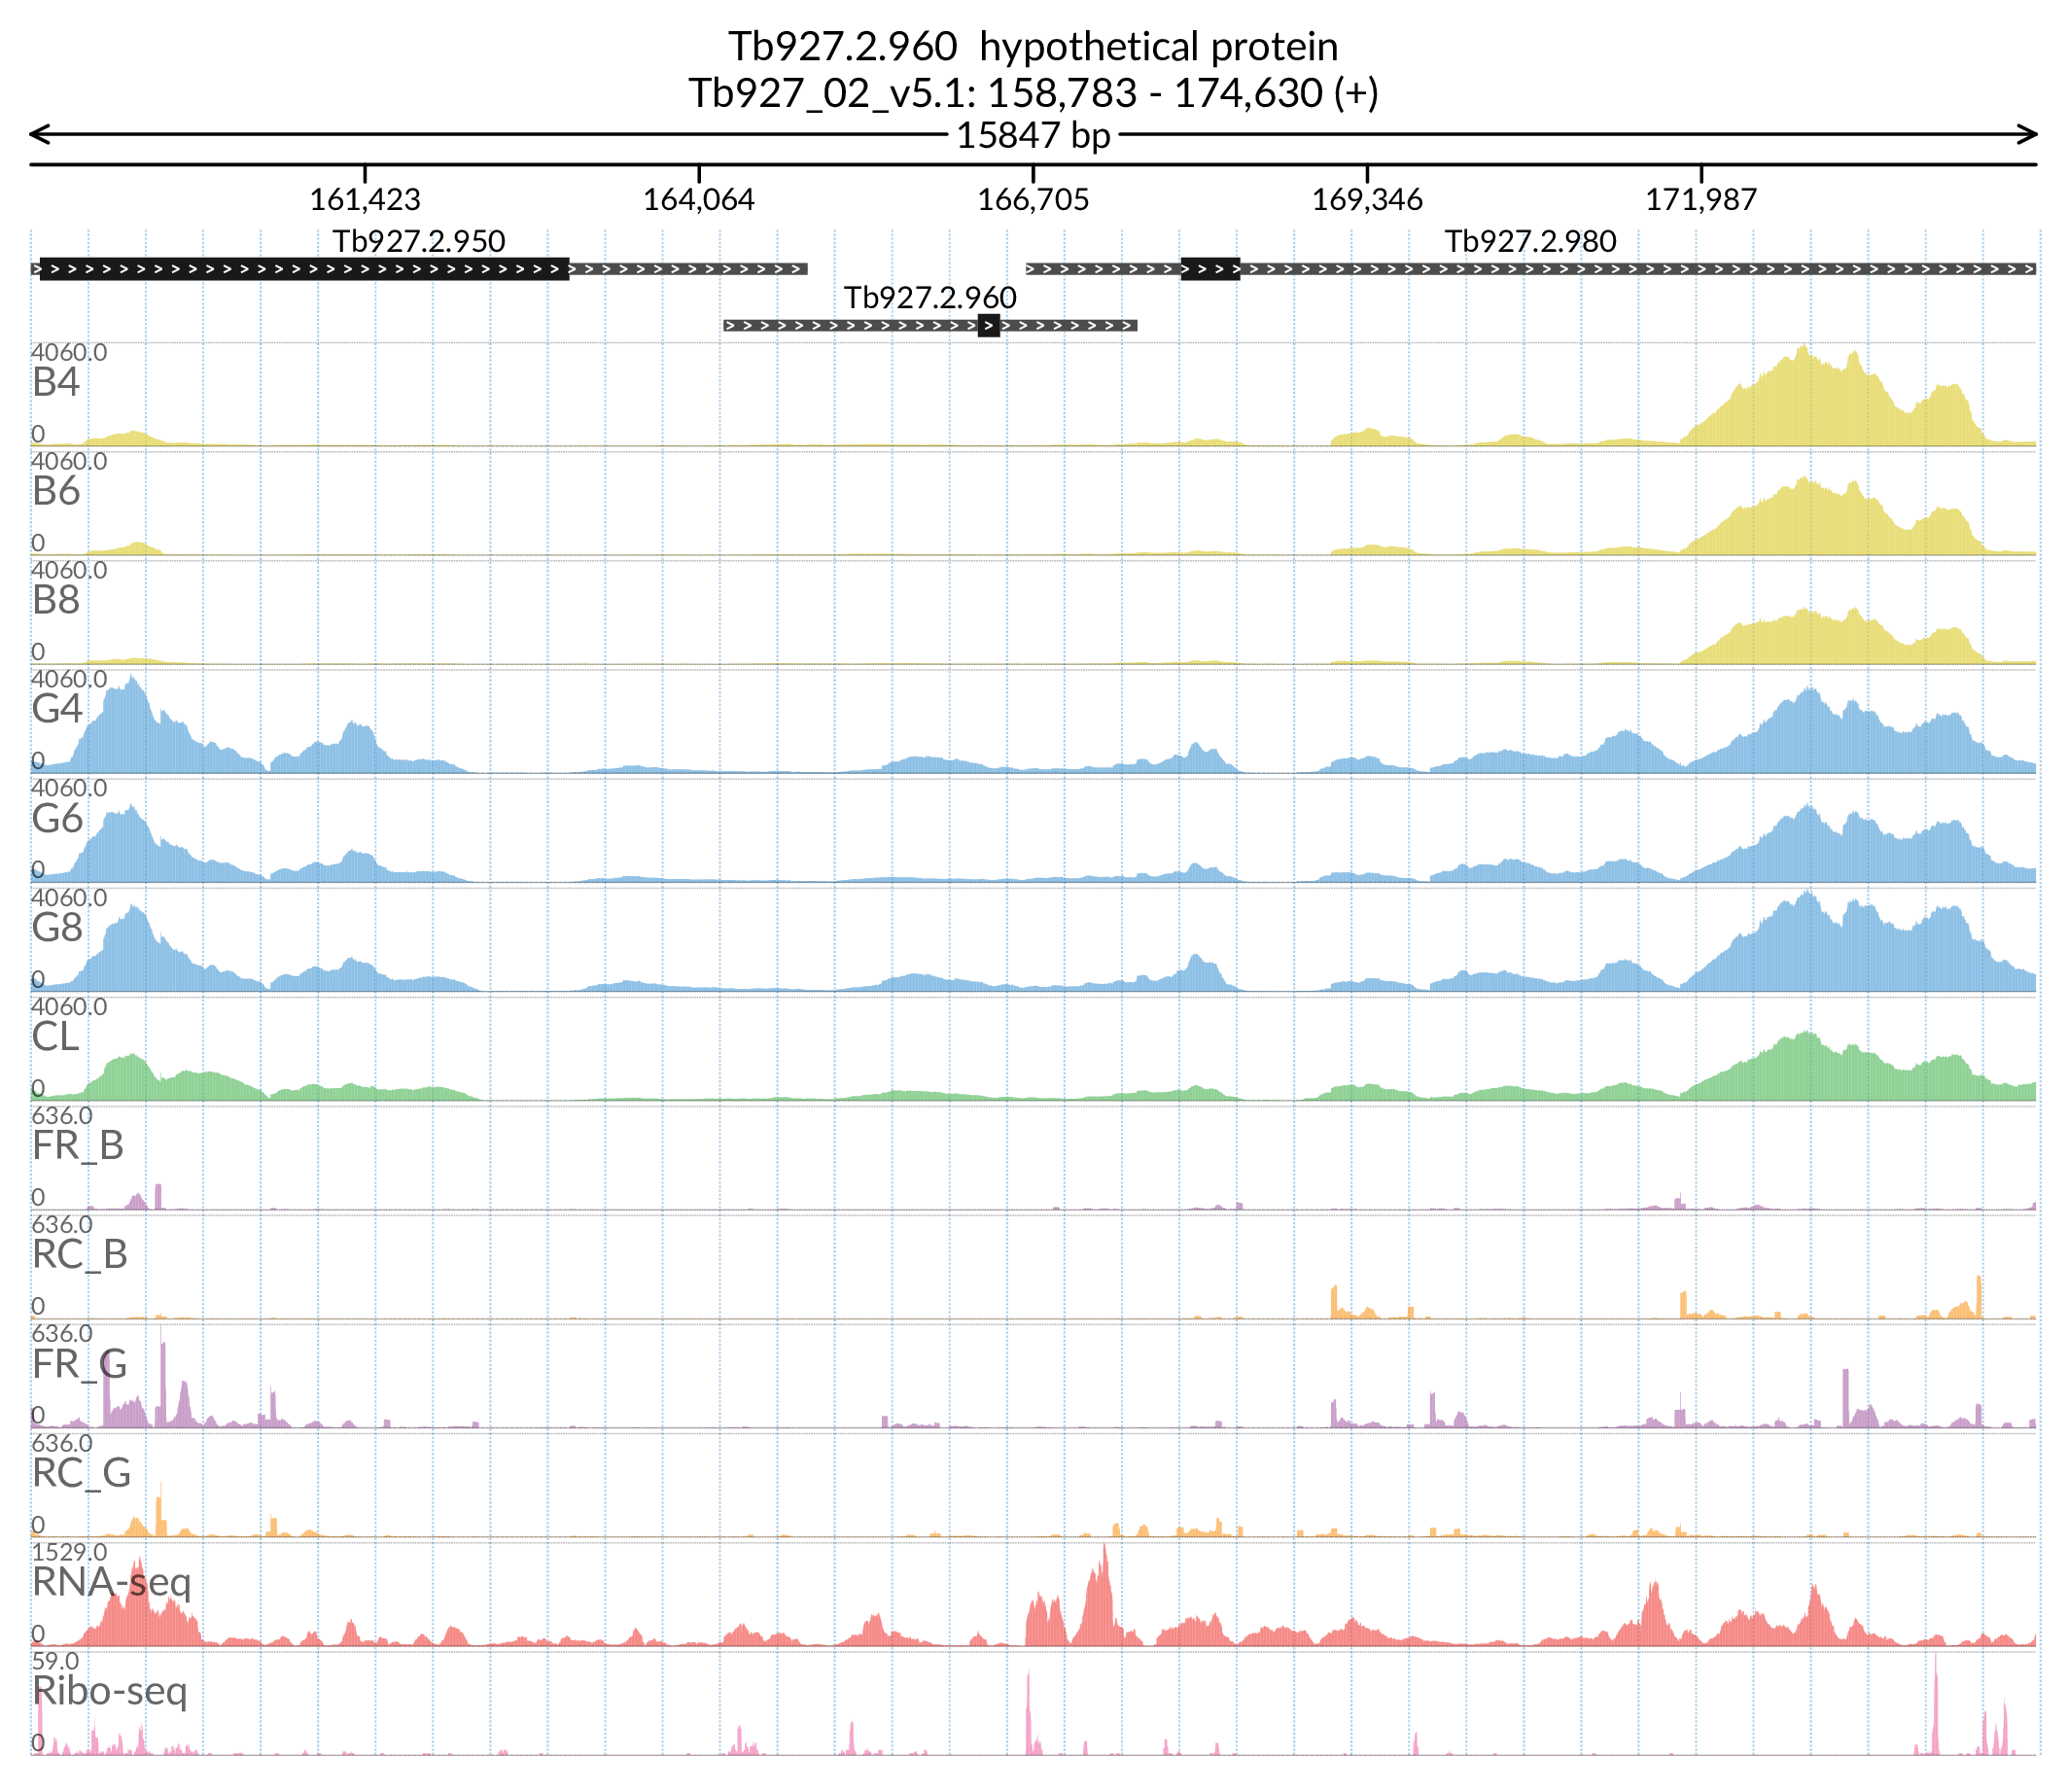 Tb927.2.960  hypothetical protein
Tb927_02_v5.1: 158,783 - 174,630 (+)
15847 bp
161,423 164,064 166,705 169,346 171,987
Tb927.2.950 Tb927.2.980
Tb927.2.960
4060.0
B4
0
4060.0
B6
0
4060.0
B8
0
4060.0
G4
0
4060.0
G6
0
4060.0
G8
0
4060.0
CL
0
636.0
FR_B
0
636.0
RC_B
0
636.0
FR_G
0
636.0
RC_G
0
1529.0
RNA-seq
0
59.0
Ribo-seq
0